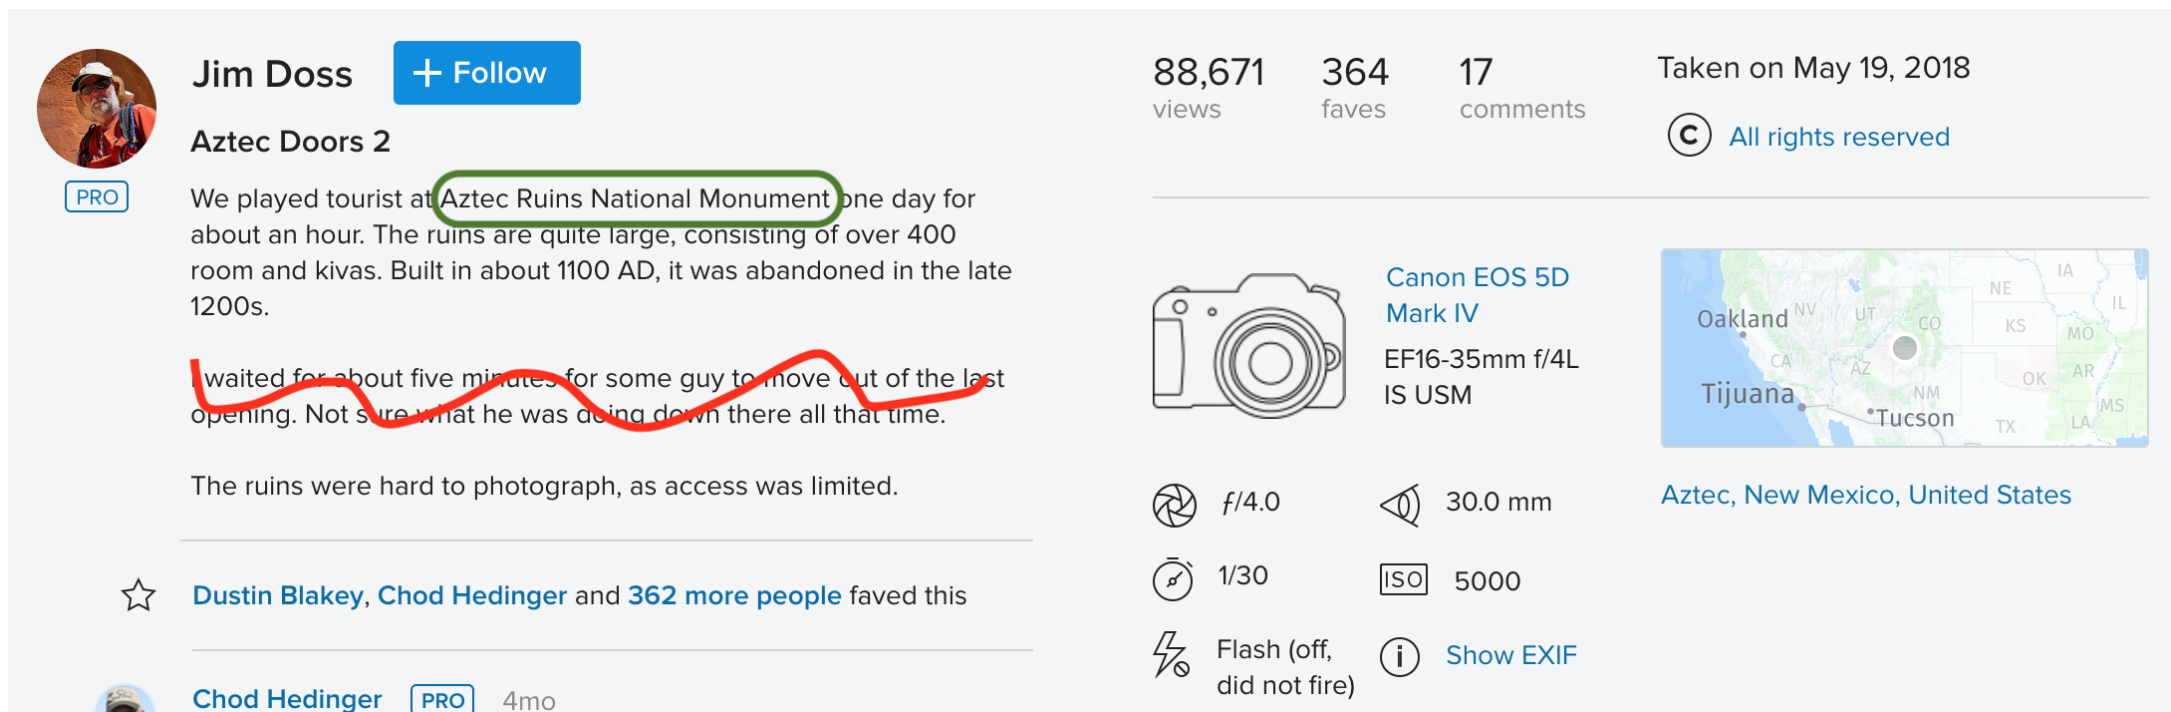 Jim Doss
+ Follow
PRO
Aztec Doors 2
We played tourist at Aztec Ruins National Monument one day for
about an hour. The ruins are quite large, consisting of over 400
room and kivas. Built in about 1100 AD, it was abandoned in the late
1200s.
I waited for about five minutes for some guy to move out of the last
opening. Not sure what he was doing down there all that time.
The ruins were hard to photograph, as access was limited.
Dustin Blakey, Chod Hedinger and 362 more people faved this
Chod Hedinger PRO 4mo
88,671 364 17
views faves comments
Taken on May 19, 2018
C All rights reserved
Canon EOS 5D
Mark IV
EF16-35mm f/4L
IS USM
ƒ/4.0 30.0 mm
1/30 ISO 5000
Flash (off,
did not fire)
i Show EXIF
Oakland NV UT CO NE IA
KS MO IL
CA AZ NM OK AR
Tijuana Tucson TX LA MS
Aztec, New Mexico, United States